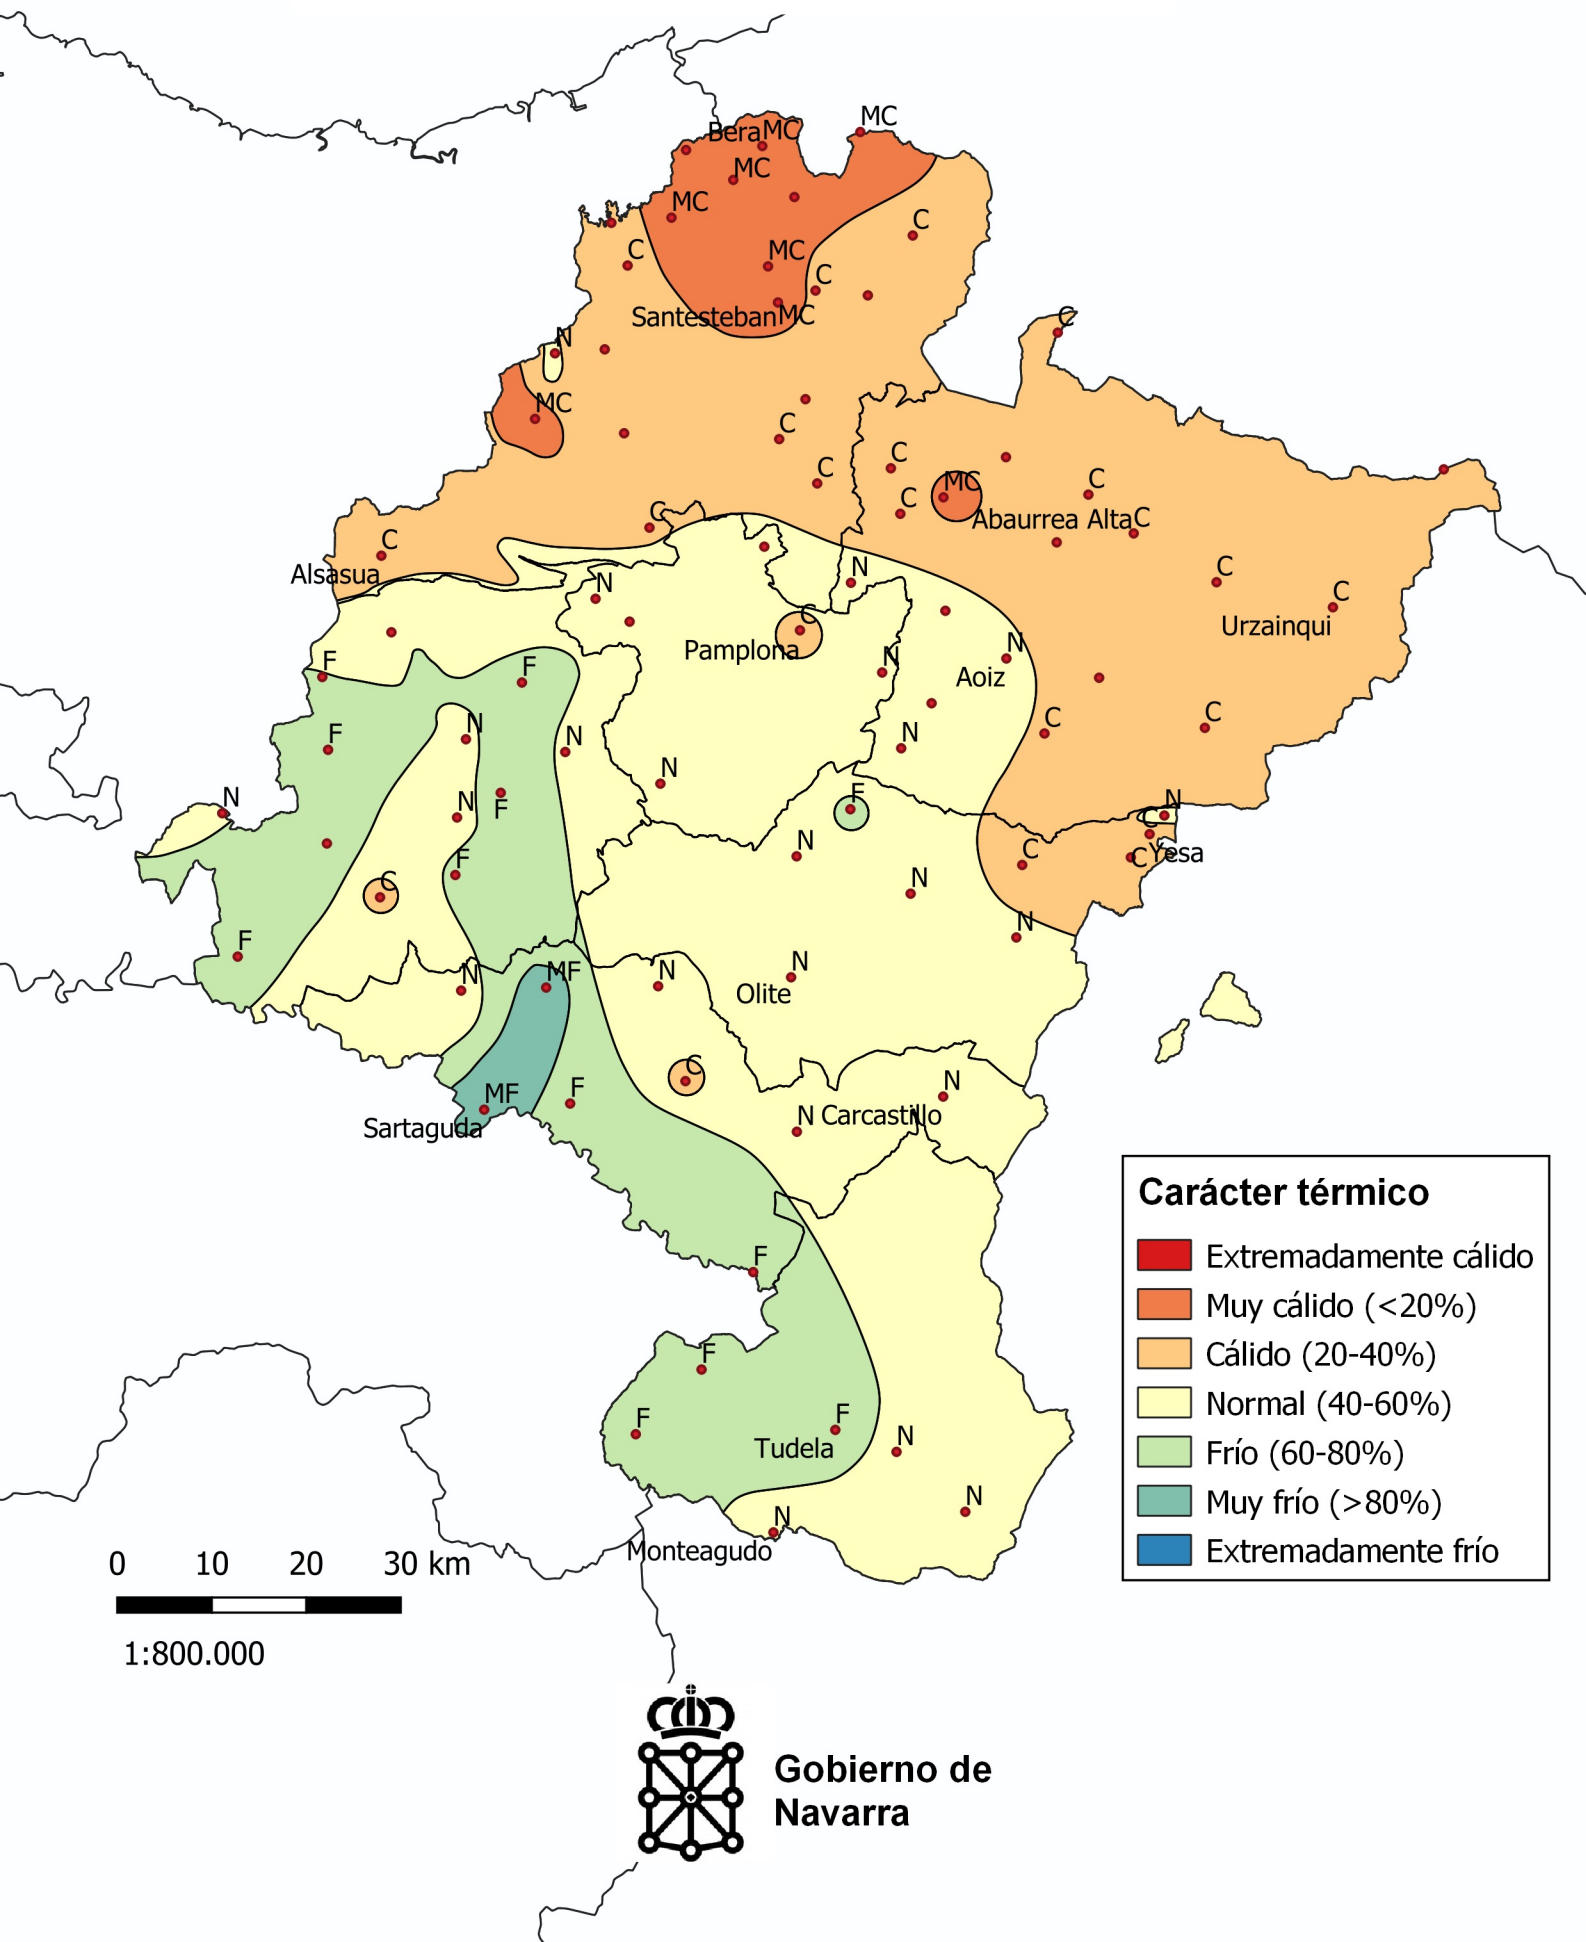 MC
BeraMC
MC
MC
C
C
MC
C
SantestebanMC
C
N
MC
C
C
C
MC
C
C
Abaurrea AltaC
C
C
Alsasua
N
N
C
C
Urzainqui
C
Pamplona
N
N
Aoiz
F
F
F
N
N
N
C
C
N
N
N
F
F
N
N
C
N
C
CYesa
F
C
N
N
F
N
N
MF
N
N
Olite
C
MF
F
N
N Carcastillo
Sartaguda
F
F
F
F
Tudela
N
N
N
Monteagudo
Carácter térmico
Extremadamente cálido
Muy cálido (<20%)
Cálido (20-40%)
Normal (40-60%)
Frío (60-80%)
Muy frío (>80%)
Extremadamente frío
0 10 20 30 km
1:800.000
Gobierno de
Navarra